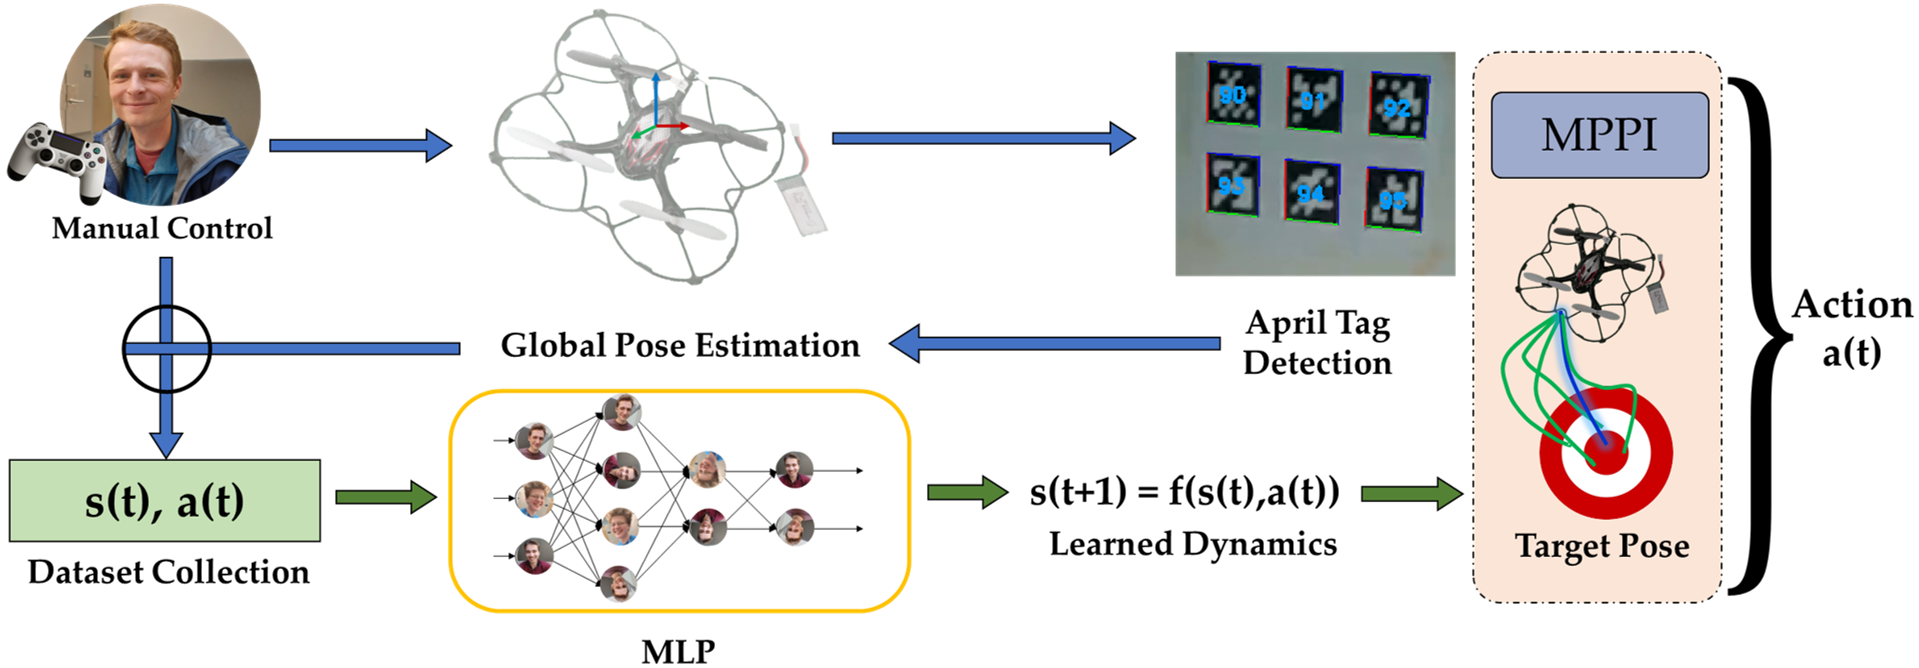 Manual Control
90
91
92
93
94
95
MPPI
Action
a(t)
April Tag
Detection
Global Pose Estimation
s(t), a(t)
Dataset Collection
MLP
s(t+1) = f(s(t),a(t))
Learned Dynamics
Target Pose